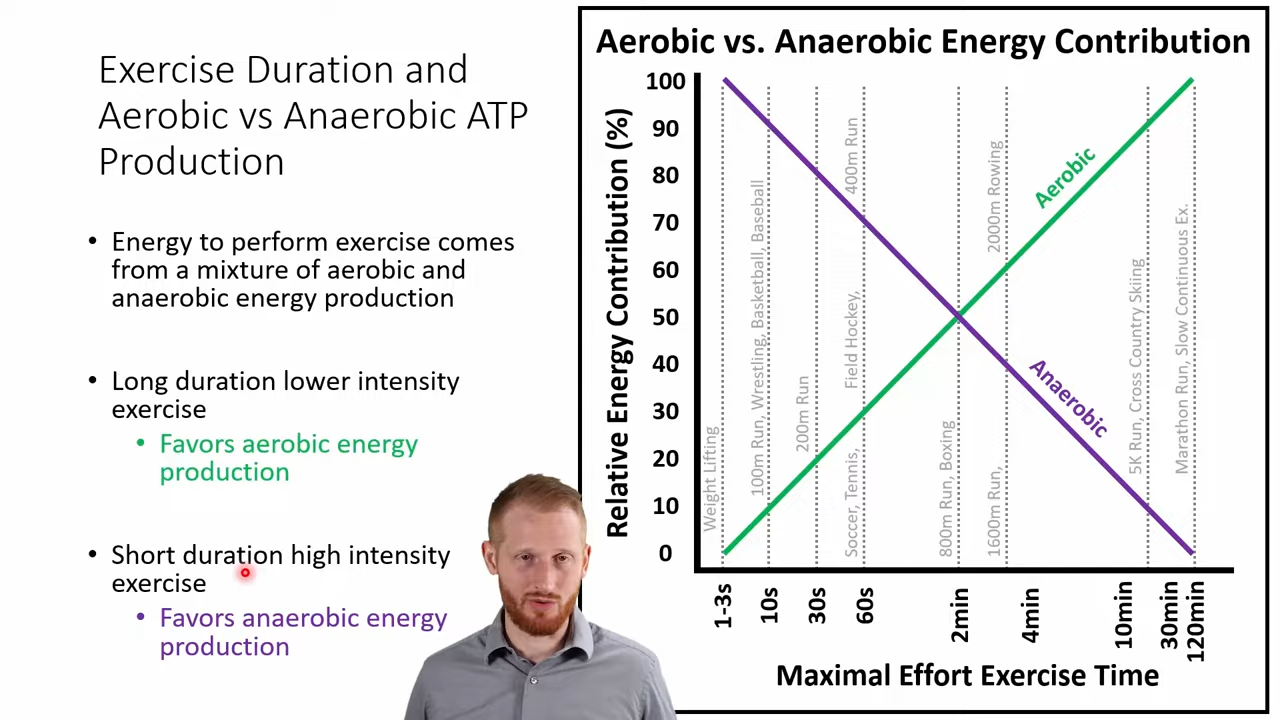 Exercise Duration and
Aerobic vs Anaerobic ATP
Production
• Energy to perform exercise comes
from a mixture of aerobic and
anaerobic energy production
• Long duration lower intensity
exercise
• Favors aerobic energy
production
• Short duration high intensity
exercise
• Favors anaerobic energy
production
Aerobic vs. Anaerobic Energy Contribution
Relative Energy Contribution (%)
100
90
80
70
60
50
40
30
20
10
0
Weight Lifting
100m Run, Wrestling, Basketball, Baseball
200m Run
Soccer, Tennis, Field Hockey, 400m Run
800m Run, Boxing
1600m Run, 2000m Rowing
5K Run, Cross Country Skiing
Marathon Run, Slow Continuous Ex.
Aerobic
Anaerobic
1-3s
10s
30s
60s
2min
4min
10min
30min
120min
Maximal Effort Exercise Time